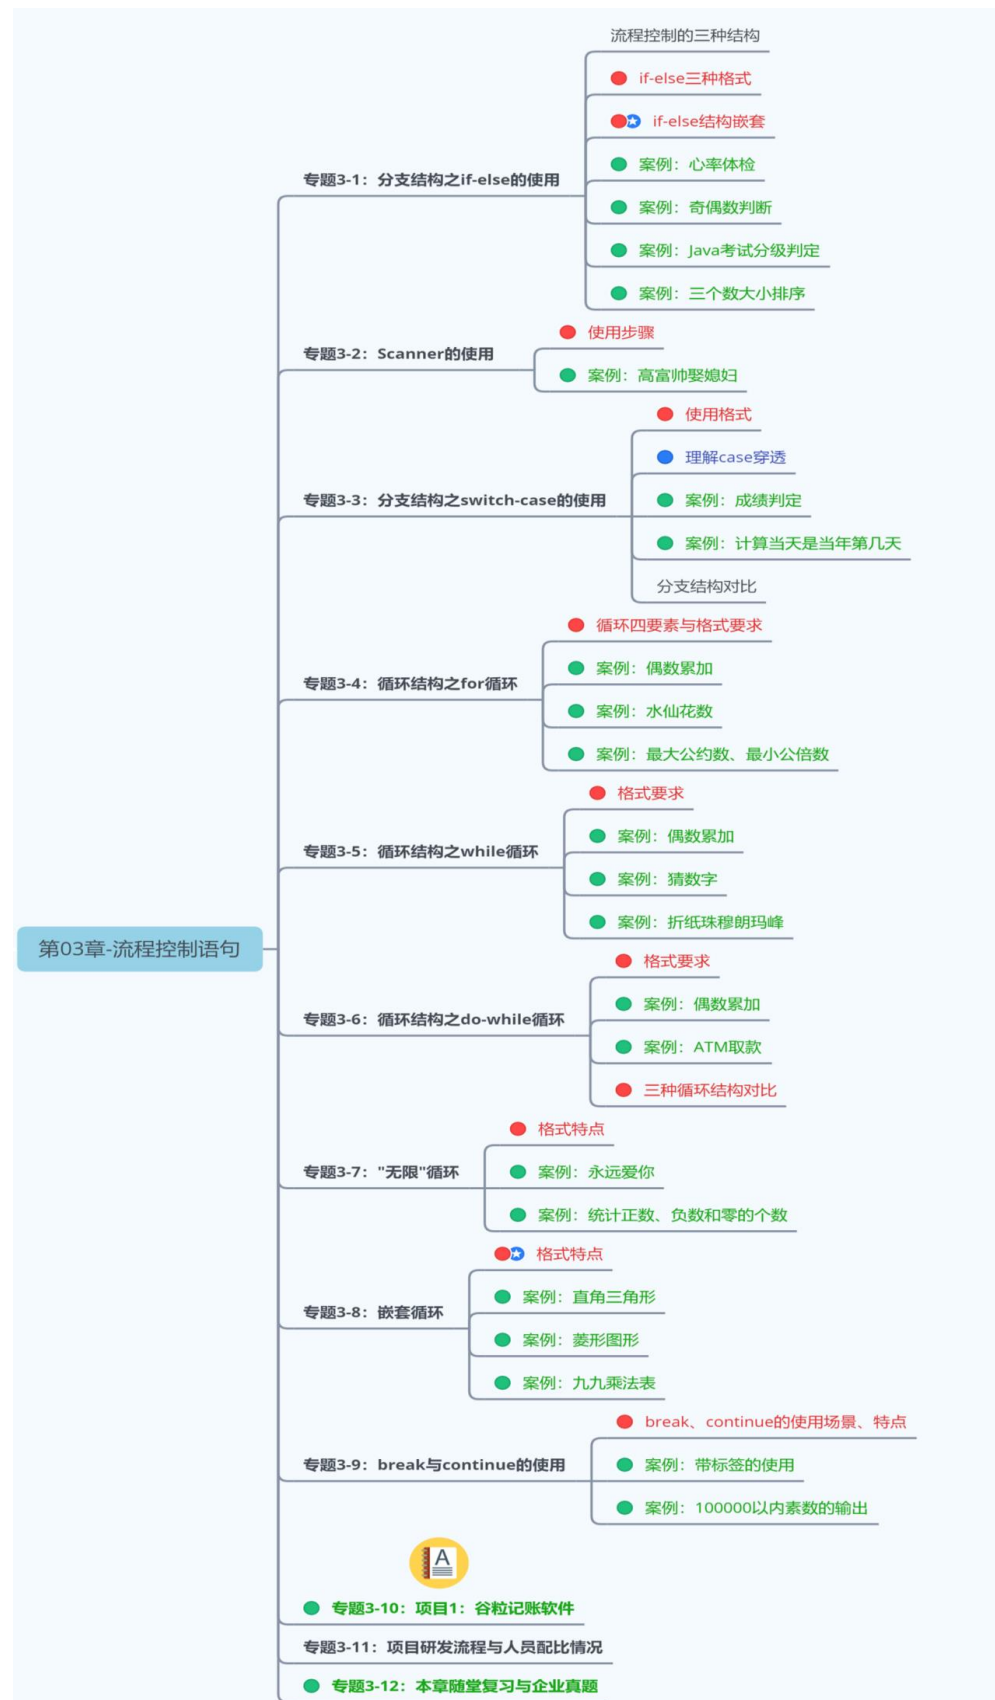 流程控制的三种结构
if-else三种格式
if-else结构嵌套
案例：心率体检
专题3-1：分支结构之if-else的使用
案例：奇偶数判断
案例：Java考试分级判定
案例：三个数大小排序
使用步骤
专题3-2：Scanner的使用
案例：高富帅娶媳妇
使用格式
理解case穿透
专题3-3：分支结构之switch-case的使用
案例：成绩判定
案例：计算当天是当年第几天
分支结构对比
循环四要素与格式要求
案例：偶数累加
专题3-4：循环结构之for循环
案例：水仙花数
案例：最大公约数、最小公倍数
格式要求
案例：偶数累加
专题3-5：循环结构之while循环
案例：猜数字
案例：折纸珠穆朗玛峰
第03章-流程控制语句
格式要求
案例：偶数累加
专题3-6：循环结构之do-while循环
案例：ATM取款
三种循环结构对比
格式特点
专题3-7："无限"循环
案例：永远爱你
案例：统计正数、负数和零的个数
格式特点
案例：直角三角形
专题3-8：嵌套循环
案例：菱形图形
案例：九九乘法表
break、continue的使用场景、特点
专题3-9：break与continue的使用
案例：带标签的使用
案例：100000以内素数的输出
A
专题3-10：项目1：谷粒记账软件
专题3-11：项目研发流程与人员配比情况
专题3-12：本章随堂复习与企业真题